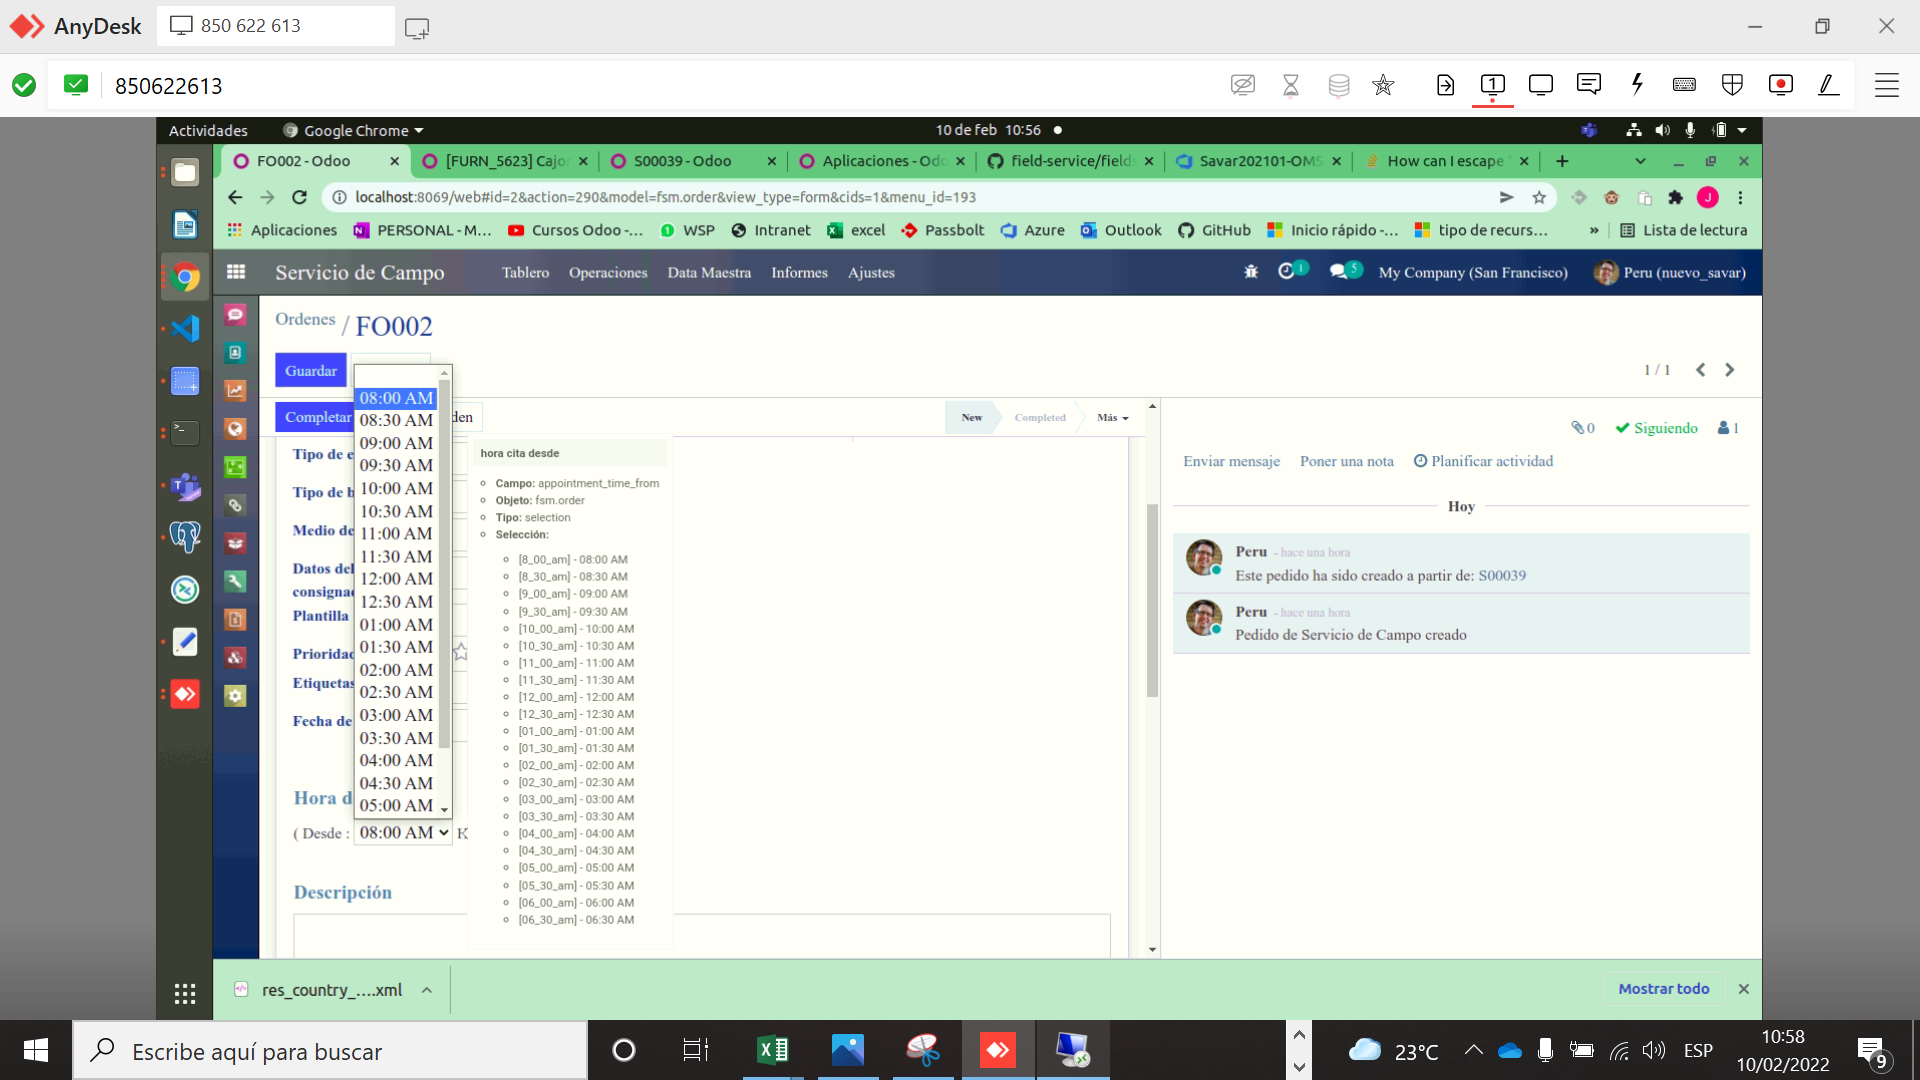 AnyDesk
850 622 613
850622613
Actividades
Google Chrome
10 de feb 10:56
FO002 - Odoo
[FURN_5623] Cajon
S00039 - Odoo
Aplicaciones - Odo
field-service/fields
Savar202101-OMS
How can I escape
localhost:8069/web#id=2&action=290&model=fsm.order&view_type=form&cids=1&menu_id=193
Aplicaciones
PERSONAL - M...
Cursos Odoo -...
WSP
Intranet
excel
Passbolt
Azure
Outlook
GitHub
Inicio rápido -...
tipo de recurs...
»
Lista de lectura
Servicio de Campo
Tablero
Operaciones
Data Maestra
Informes
Ajustes
1
5
My Company (San Francisco)
Peru (nuevo_savar)
Ordenes / FO002
Guardar
1 / 1
Completar
den
New
Completed
Más
Tipo de e
Tipo de b
Medio de
Datos del
consignad
Plantilla
Prioridad
Etiquetas
Fecha de
08:00 AM
08:30 AM
09:00 AM
09:30 AM
10:00 AM
10:30 AM
11:00 AM
11:30 AM
12:00 AM
12:30 AM
01:00 AM
01:30 AM
02:00 AM
02:30 AM
03:00 AM
03:30 AM
04:00 AM
04:30 AM
05:00 AM
Hora d
( Desde : 08:00 AM
Descripción
hora cita desde
Campo: appointment_time_from
Objeto: fsm.order
Tipo: selection
Selección:
[8_00_am] - 08:00 AM
[8_30_am] - 08:30 AM
[9_00_am] - 09:00 AM
[9_30_am] - 09:30 AM
[10_00_am] - 10:00 AM
[10_30_am] - 10:30 AM
[11_00_am] - 11:00 AM
[11_30_am] - 11:30 AM
[12_00_am] - 12:00 AM
[12_30_am] - 12:30 AM
[01_00_am] - 01:00 AM
[01_30_am] - 01:30 AM
[02_00_am] - 02:00 AM
[02_30_am] - 02:30 AM
[03_00_am] - 03:00 AM
[03_30_am] - 03:30 AM
[04_00_am] - 04:00 AM
[04_30_am] - 04:30 AM
[05_00_am] - 05:00 AM
[05_30_am] - 05:30 AM
[06_00_am] - 06:00 AM
[06_30_am] - 06:30 AM
0
Siguiendo
1
Enviar mensaje
Poner una nota
Planificar actividad
Hoy
Peru - hace una hora
Este pedido ha sido creado a partir de: S00039
Peru - hace una hora
Pedido de Servicio de Campo creado
res_country_....xml
Mostrar todo
Escribe aquí para buscar
23°C
ESP
10:58
10/02/2022
9